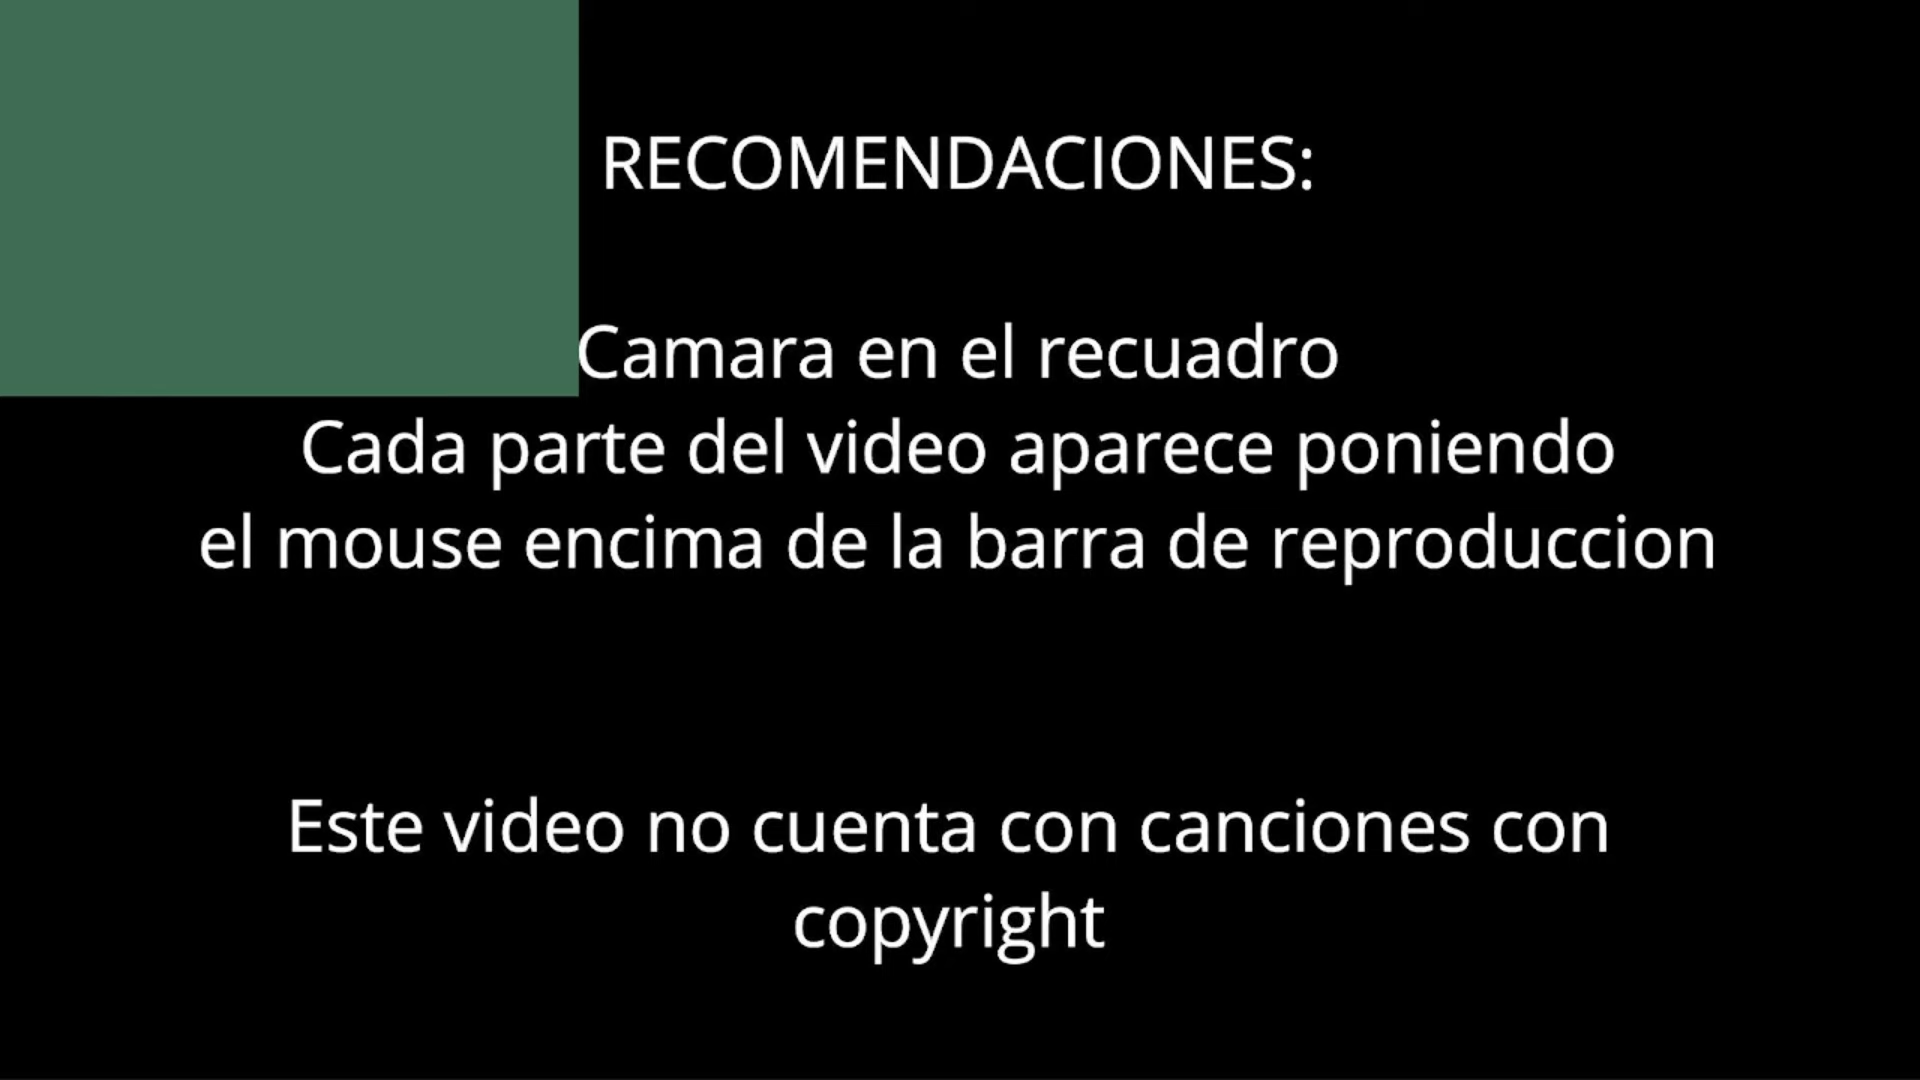 RECOMENDACIONES:
Camara en el recuadro
Cada parte del video aparece poniendo
el mouse encima de la barra de reproduccion
Este video no cuenta con canciones con
copyright